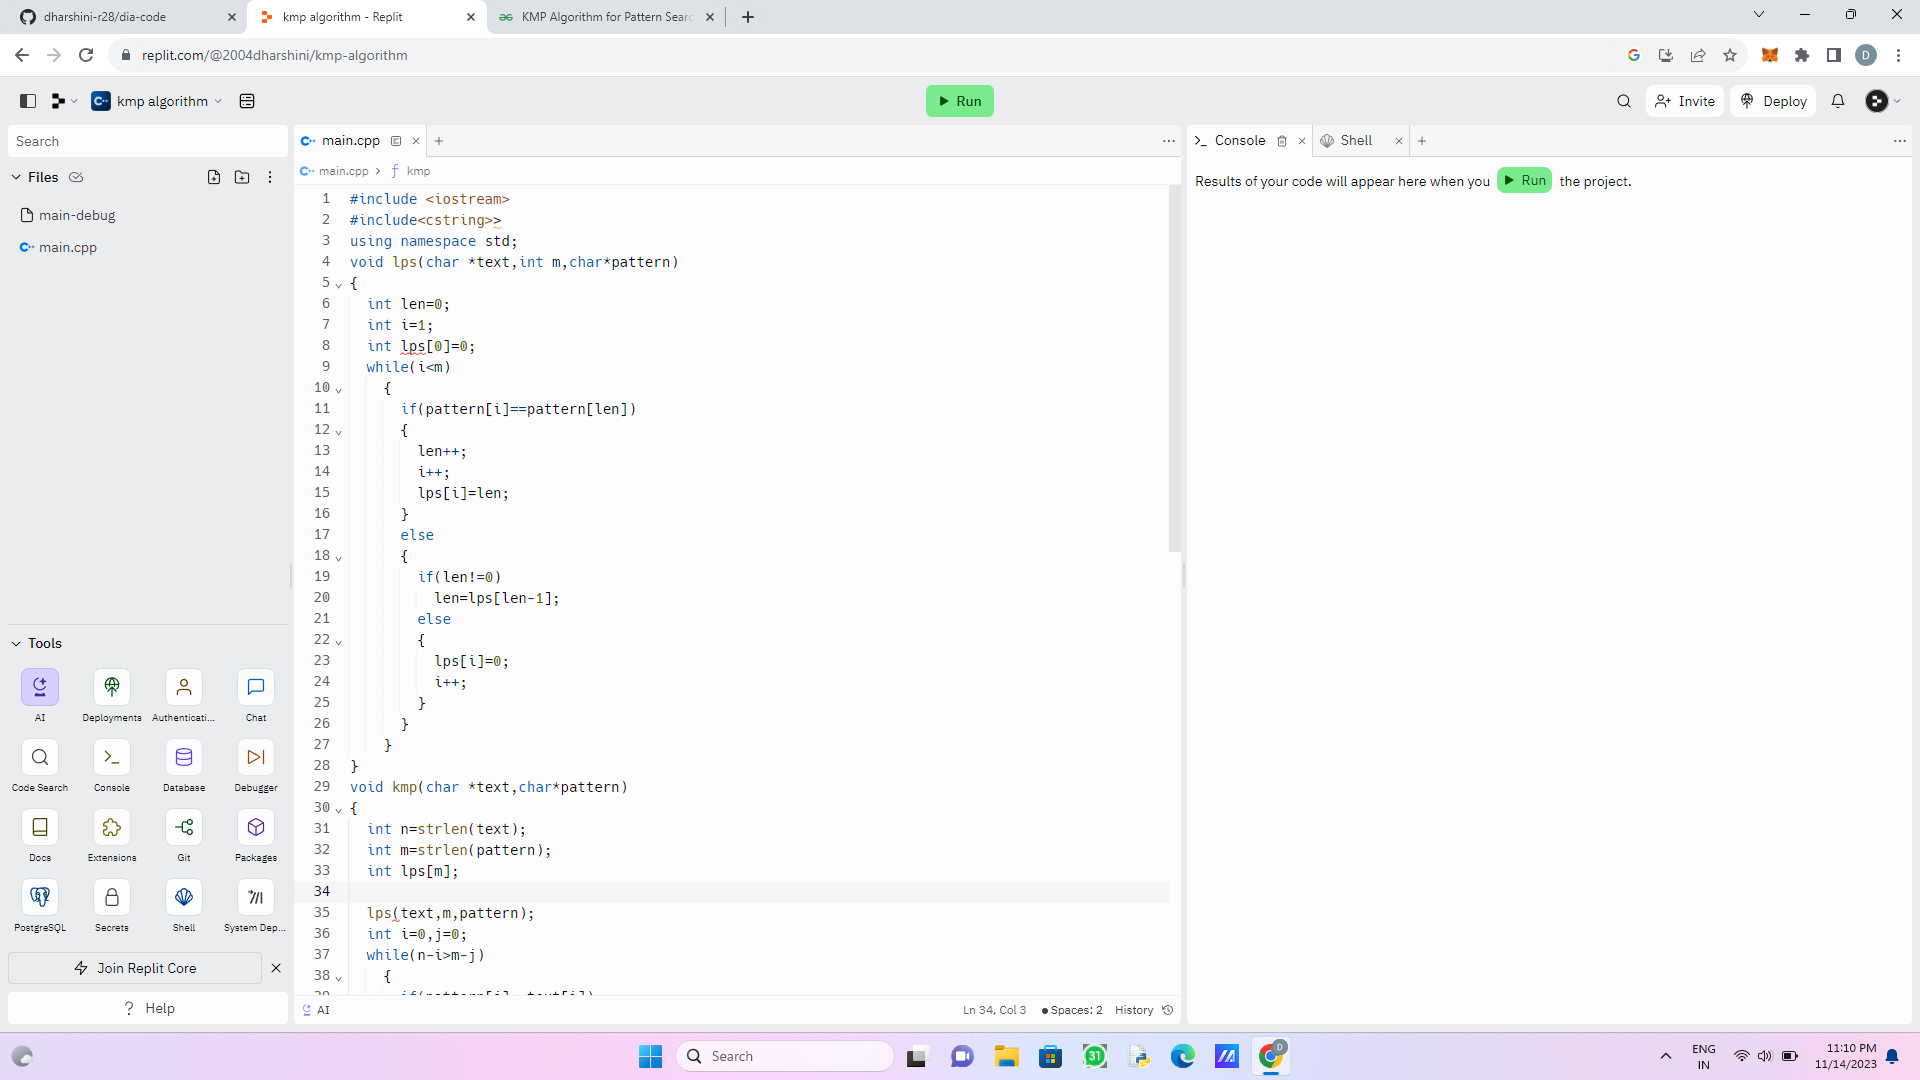 dharshini-r28/dia-code
kmp algorithm - Replit
KMP Algorithm for Pattern Sear
replit.com/@2004dharshini/kmp-algorithm
D
kmp algorithm
Run
Invite
Deploy
Search
Files
main-debug
main.cpp
Tools
AI
Deployments
Authenticati...
Chat
Code Search
Console
Database
Debugger
Docs
Extensions
Git
Packages
PostgreSQL
Secrets
Shell
System Dep...
Join Replit Core
Help
main.cpp
main.cpp > kmp
1 #include <iostream>
2 #include<cstring>>
3 using namespace std;
4 void lps(char *text,int m,char*pattern)
5 {
6 int len=0;
7 int i=1;
8 int lps[0]=0;
9 while(i<m)
10 {
11 if(pattern[i]==pattern[len])
12 {
13 len++;
14 i++;
15 lps[i]=len;
16 }
17 else
18 {
19 if(len!=0)
20 len=lps[len-1];
21 else
22 {
23 lps[i]=0;
24 i++;
25 }
26 }
27 }
28 }
29 void kmp(char *text,char*pattern)
30 {
31 int n=strlen(text);
32 int m=strlen(pattern);
33 int lps[m];
34
35 lps(text,m,pattern);
36 int i=0,j=0;
37 while(n-i>m-j)
38 {
AI
Ln 34, Col 3
Spaces: 2
History
Console
Shell
Results of your code will appear here when you Run the project.
Search
31
D
ENG
IN
11:10 PM
11/14/2023